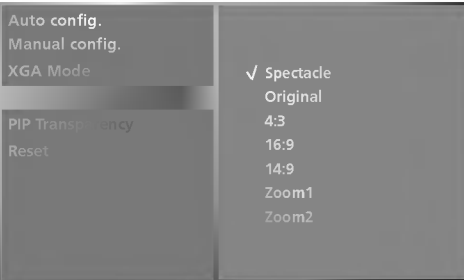 Auto config.
Manual config.
XGA Mode
PIP Transparency
Reset
✓ Spectacle
Original
4:3
16:9
14:9
Zoom1
Zoom2